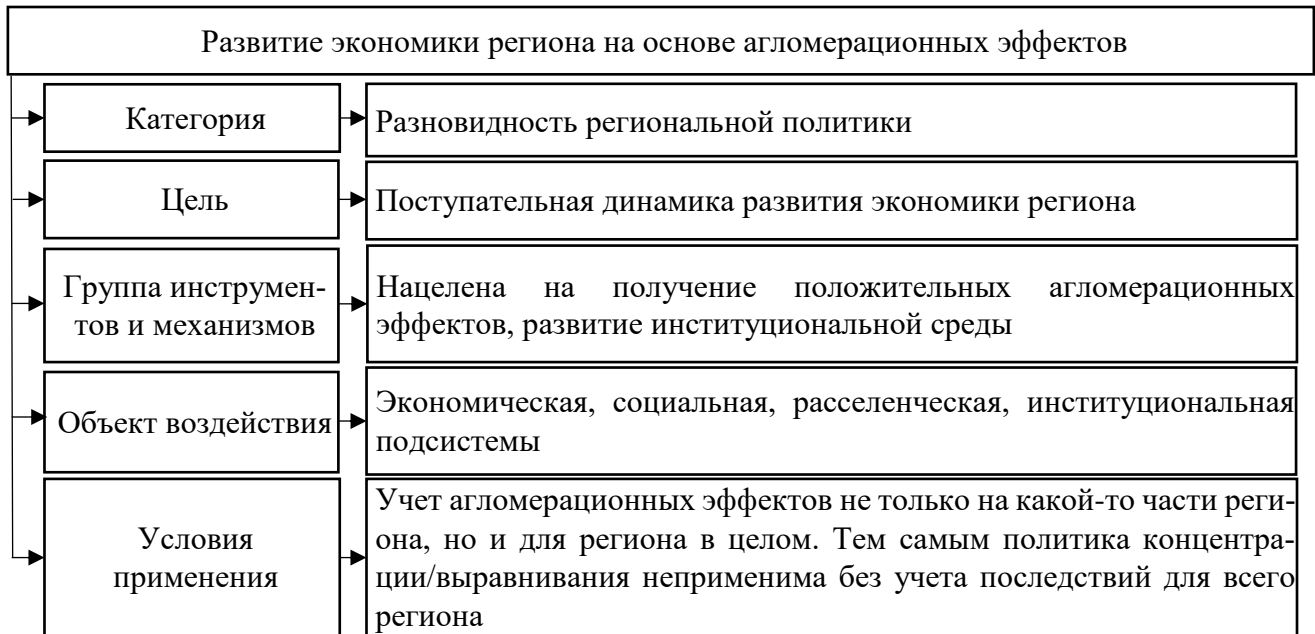 Развитие экономики региона на основе агломерационных эффектов
Категория
Разновидность региональной политики
Цель
Поступательная динамика развития экономики региона
Группа инструмен-
тов и механизмов
Нацелена на получение положительных агломерационных
эффектов, развитие институциональной среды
Объект воздействия
Экономическая, социальная, расселенческая, институциональная
подсистемы
Условия
применения
Учет агломерационных эффектов не только на какой-то части реги-
она, но и для региона в целом. Тем самым политика концентра-
ции/выравнивания неприменима без учета последствий для всего
региона